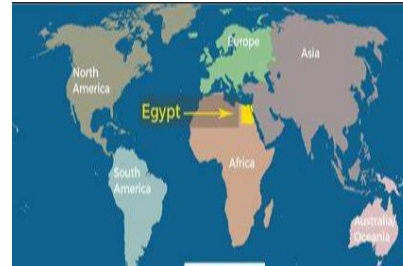 Europe
Asia
North
America
Egypt
Africa
South
America
Australia/
Oceania